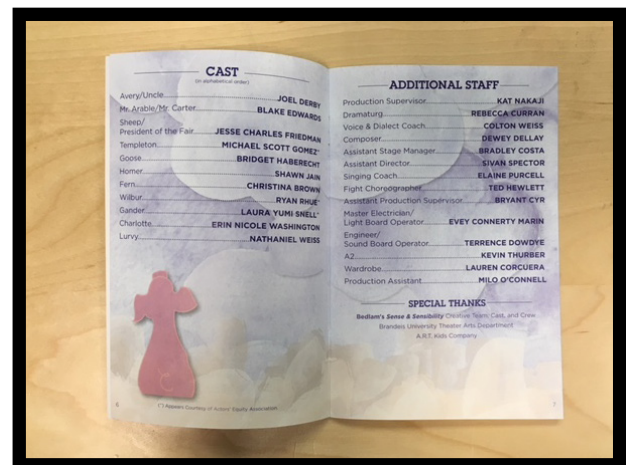 CAST
(in alphabetical order)
Avery/Uncle JOEL DERBY
Mr. Arable/Mr. Carter BLAKE EDWARDS
Sheep/
President of the Fair JESSE CHARLES FRIEDMAN
Templeton MICHAEL SCOTT GOMEZ*
Goose BRIDGET HABERECHT
Homer SHAWN JAIN
Fern CHRISTINA BROWN
Wilbur RYAN RHUE*
Gander LAURA YUMI SNELL*
Charlotte ERIN NICOLE WASHINGTON
Lurvy NATHANIEL WEISS
(*) Appears Courtesy of Actors' Equity Association
6
ADDITIONAL STAFF
Production Supervisor KAT NAKAJI
Dramaturg REBECCA CURRAN
Voice & Dialect Coach COLTON WEISS
Composer DEWEY DELLAY
Assistant Stage Manager BRADLEY COSTA
Assistant Director SIVAN SPECTOR
Singing Coach ELAINE PURCELL
Fight Choreographer TED HEWLETT
Assistant Production Supervisor BRYANT CYR
Master Electrician/
Light Board Operator EVEY CONNERTY MARIN
Engineer/
Sound Board Operator TERRENCE DOWDYE
A2 KEVIN THURBER
Wardrobe LAUREN CORCUERA
Production Assistant MILO O'CONNELL
SPECIAL THANKS
Bedlam's Sense & Sensibility Creative Team, Cast, and Crew
Brandeis University Theater Arts Department
A.R.T. Kids Company
7